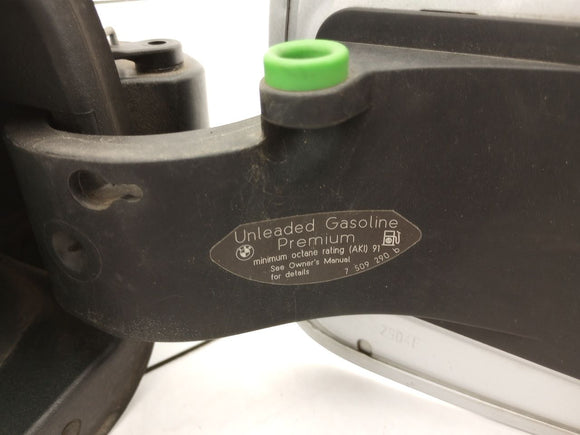 Unleaded Gasoline
Premium
minimum octane rating (AKI) 91
See Owner's Manual
for details
7 509 290 b